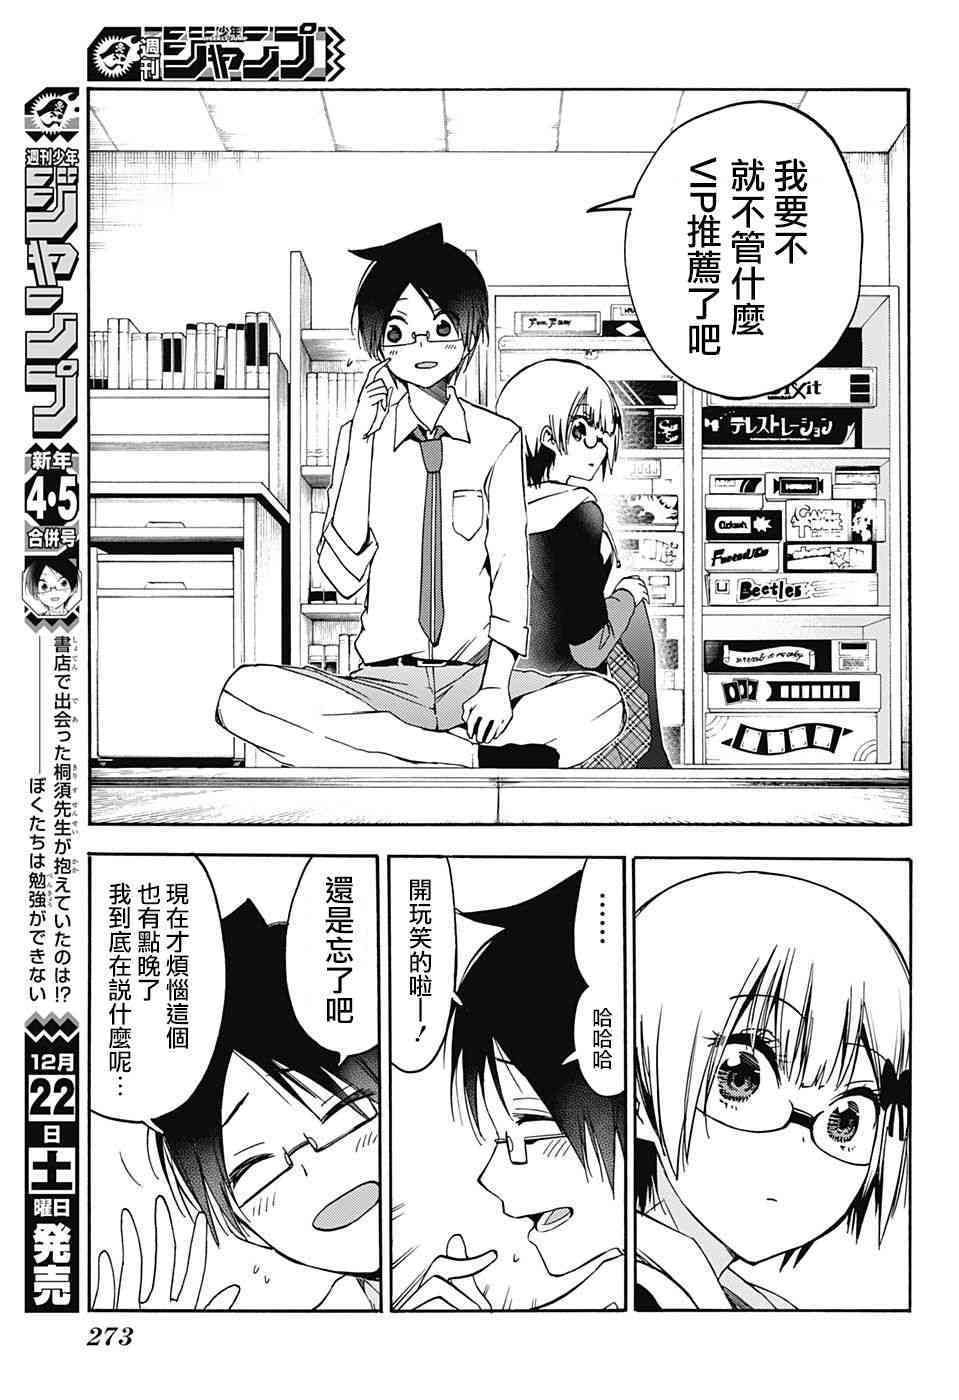 週刊
少年
ジャンプ
我要不
就不管什麼
VIP推薦了吧
ixit
テレストレーション
Beetles
……
哈哈哈
開玩笑的啦—！
還是忘了吧
現在才煩惱這個
也有點晚了
我到底在説什麼呢…
週刊少年
ジャンプ
新年
4・5
合併号
書店で出会った桐須先生が抱えていたのは!?
──ぼくたちは勉強ができない
12月
22
日
土
曜日
発売
273